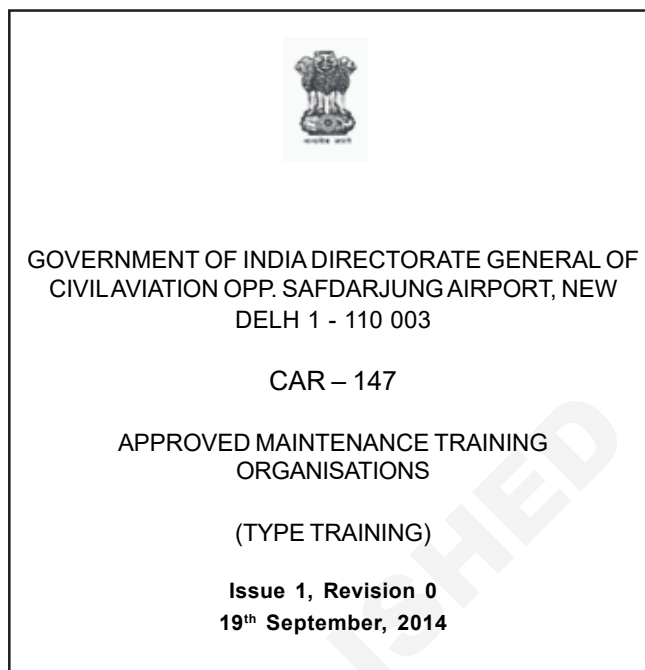 GOVERNMENT OF INDIA DIRECTORATE GENERAL OF
CIVIL AVIATION OPP. SAFDARJUNG AIRPORT, NEW
DELH 1 - 110 003
CAR – 147
APPROVED MAINTENANCE TRAINING
ORGANISATIONS
(TYPE TRAINING)
Issue 1, Revision 0
19th September, 2014